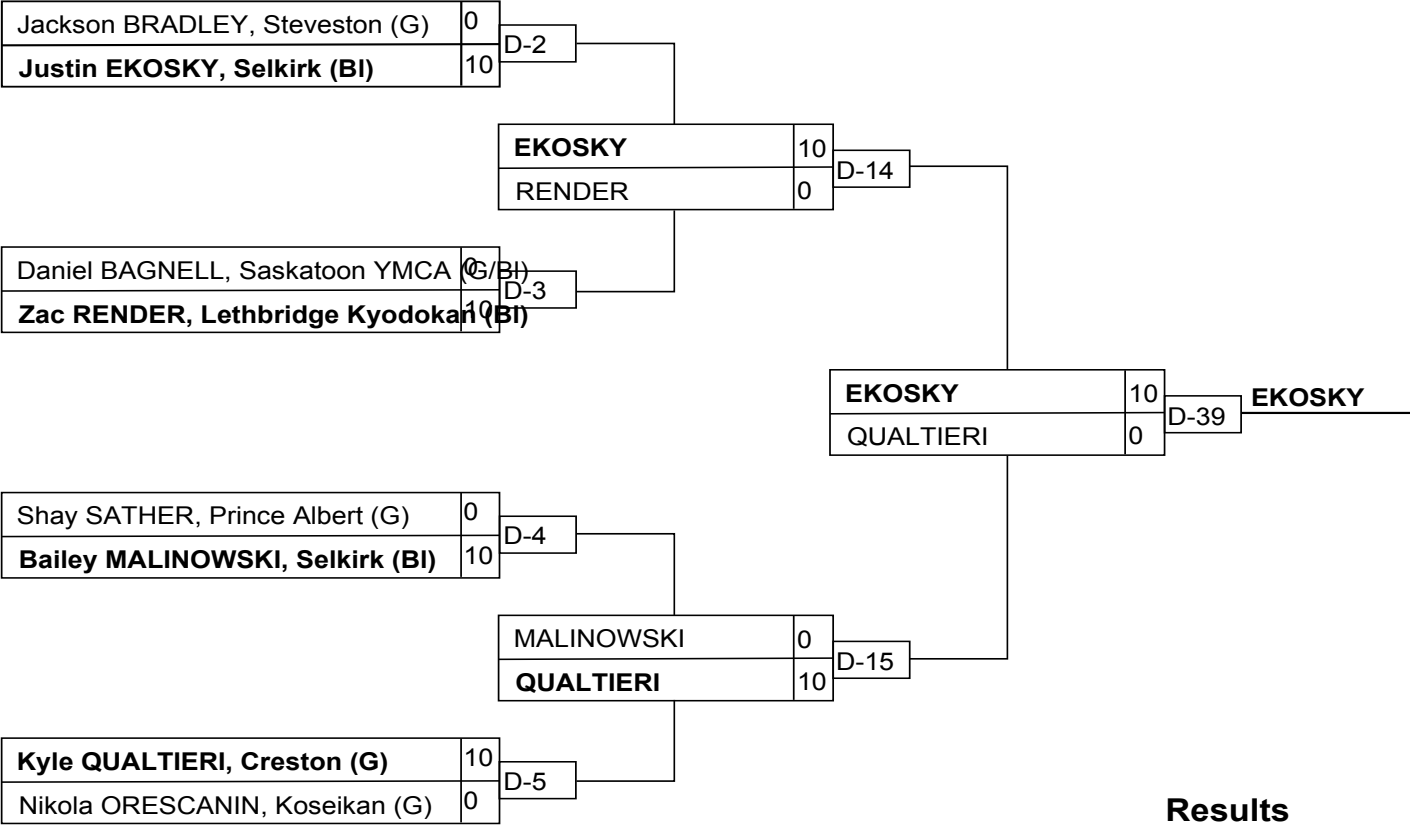 Jackson BRADLEY, Steveston (G) 0
D-2
Justin EKOSKY, Selkirk (Bl) 10
EKOSKY 10
D-14
RENDER 0
Daniel BAGNELL, Saskatoon YMCA (G/Bl) 0
D-3
Zac RENDER, Lethbridge Kyodokan (Bl) 10
EKOSKY 10
EKOSKY
D-39
QUALTIERI 0
Shay SATHER, Prince Albert (G) 0
D-4
Bailey MALINOWSKI, Selkirk (Bl) 10
MALINOWSKI 0
D-15
QUALTIERI 10
Kyle QUALTIERI, Creston (G) 10
D-5
Nikola ORESCANIN, Koseikan (G) 0
Results